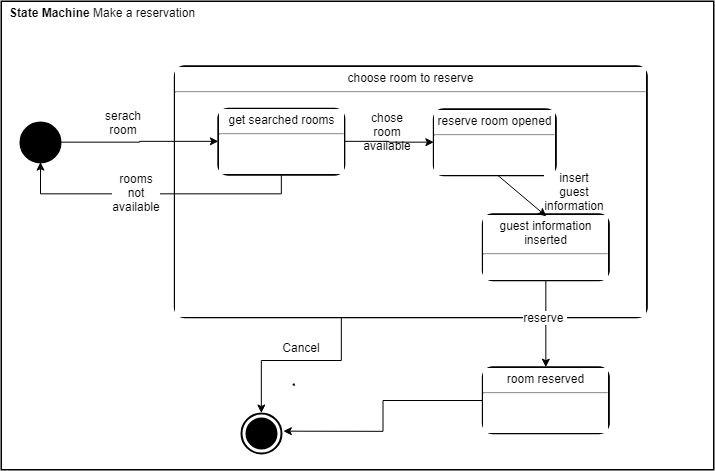 State Machine Make a reservation
choose room to reserve
serach
room
get searched rooms
chose
room
available
reserve room opened
rooms
not
available
insert
guest
information
guest information
inserted
reserve
Cancel
room reserved